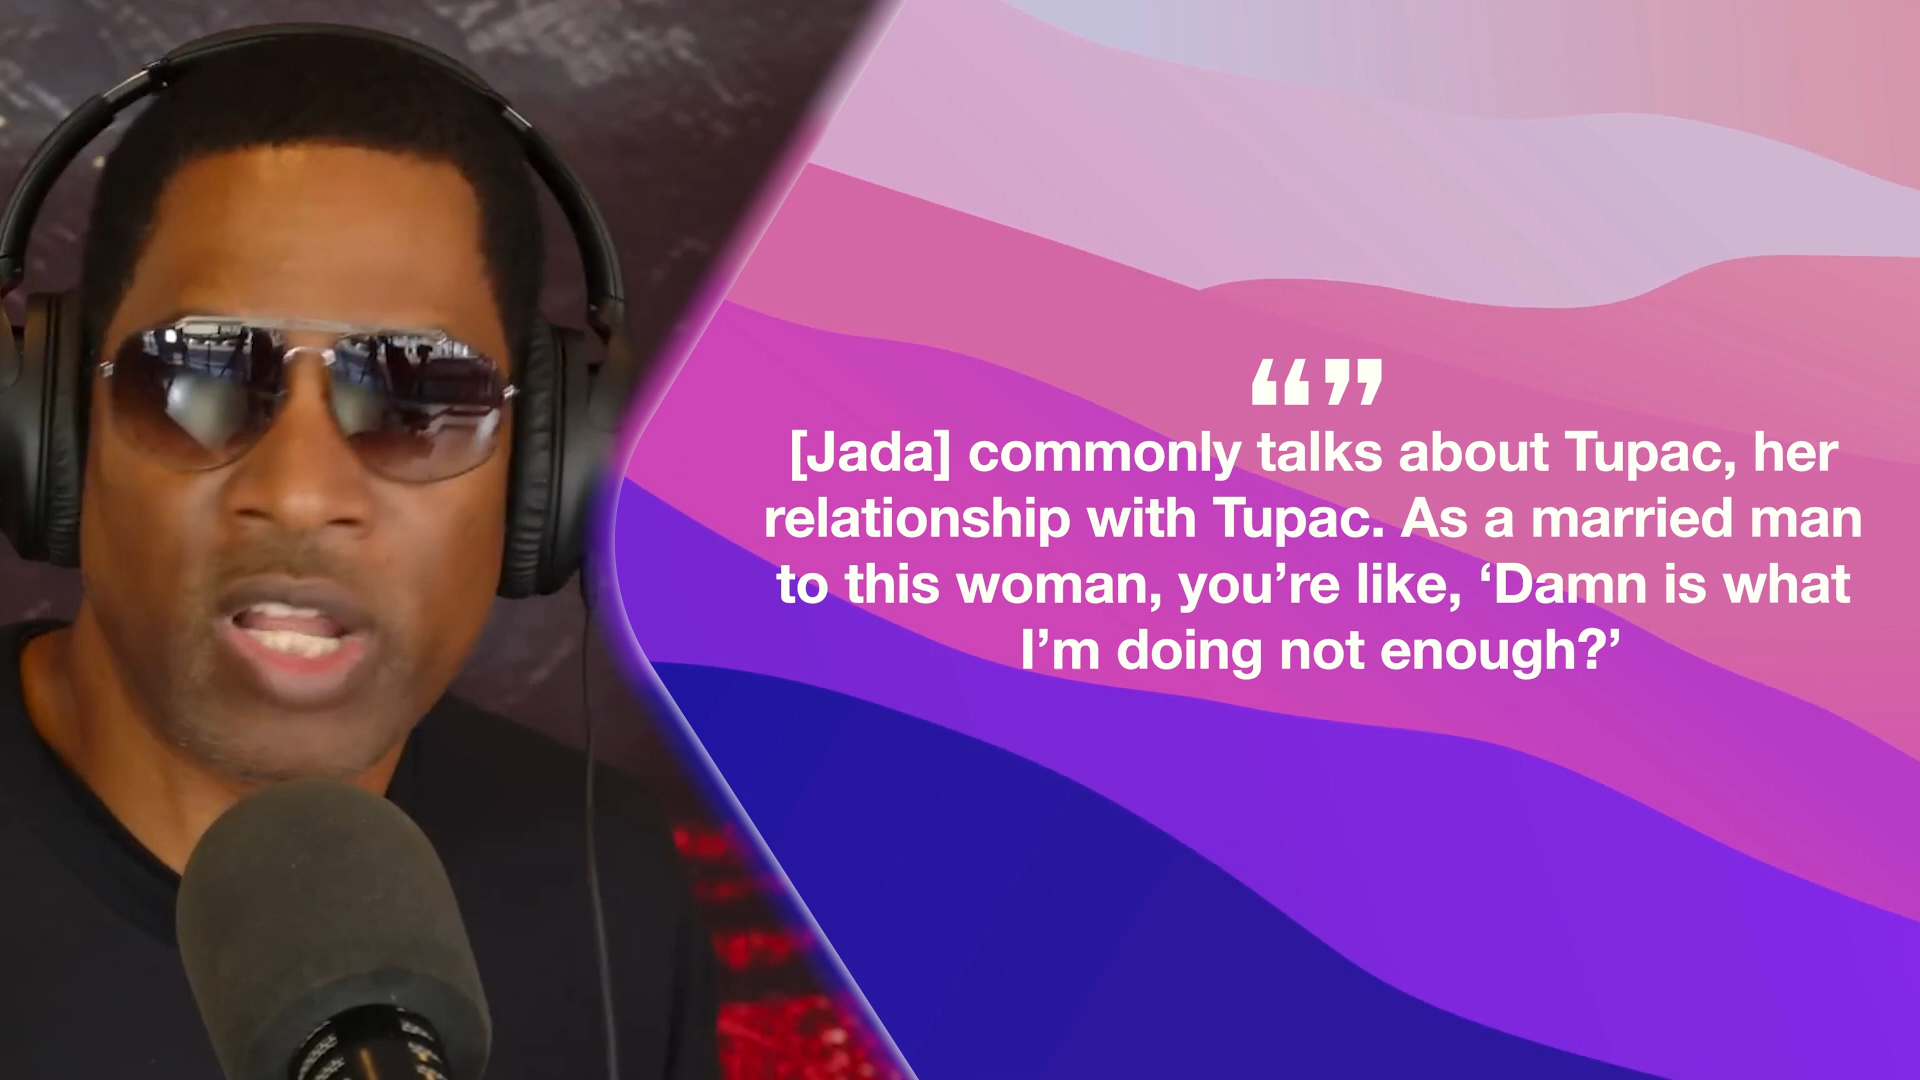 “”
[Jada] commonly talks about Tupac, her
relationship with Tupac. As a married man
to this woman, you’re like, ‘Damn is what
I’m doing not enough?’